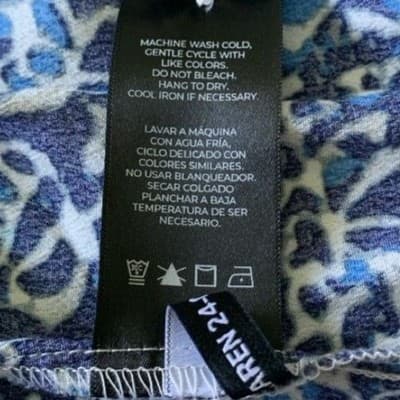 MACHINE WASH COLD,
GENTLE CYCLE WITH
LIKE COLORS.
DO NOT BLEACH.
HANG TO DRY.
COOL IRON IF NECESSARY.
LAVAR A MÁQUINA
CON AGUA FRÍA,
CICLO DELICADO CON
COLORES SIMILARES.
NO USAR BLANQUEADOR.
SECAR COLGADO
PLANCHAR A BAJA
TEMPERATURA DE SER
NECESARIO.
AREN 24